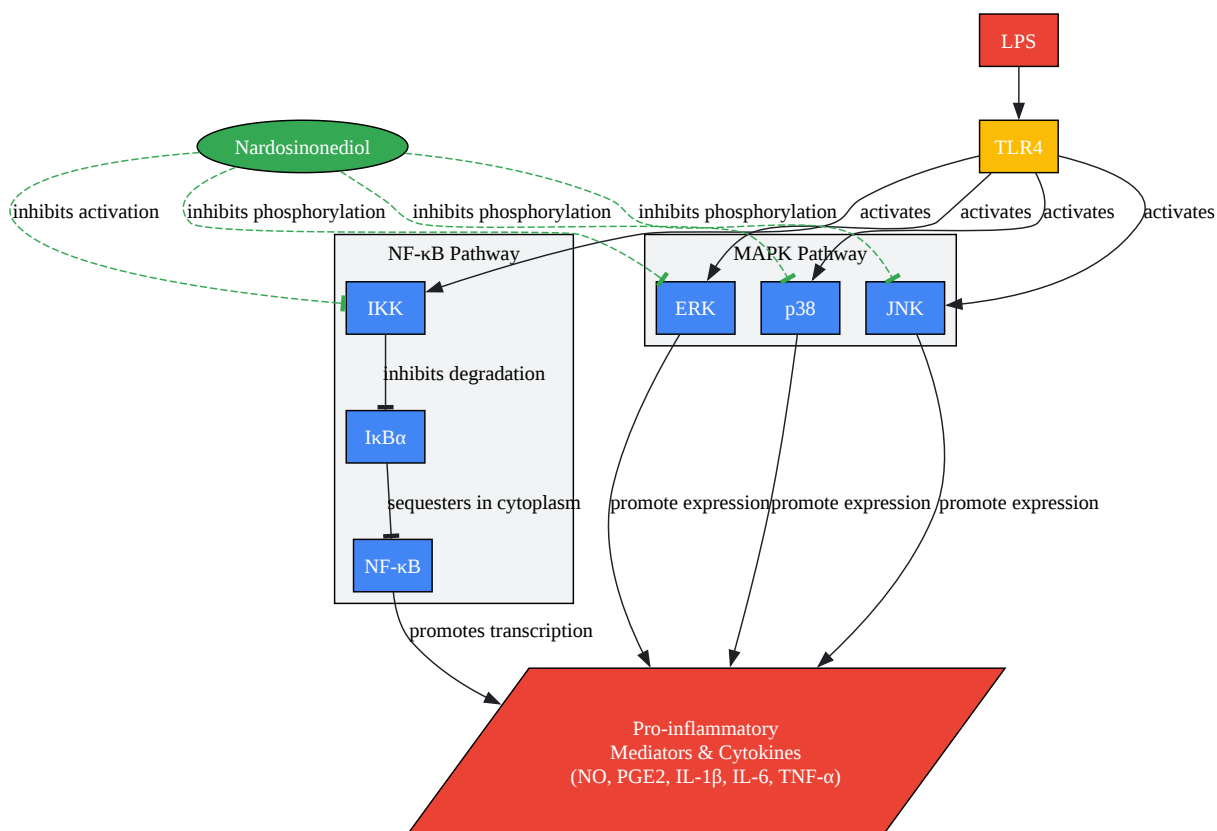 LPS
Nardosinonediol
TLR4
inhibits activation
inhibits phosphorylation
inhibits phosphorylation
inhibits phosphorylation
activates
activates
activates
activates
NF-κB Pathway
MAPK Pathway
IKK
ERK
p38
JNK
inhibits degradation
IκBα
sequesters in cytoplasm
promote expression
promote expression
promote expression
NF-κB
promotes transcription
Pro-inflammatory
Mediators & Cytokines
(NO, PGE2, IL-1β, IL-6, TNF-α)